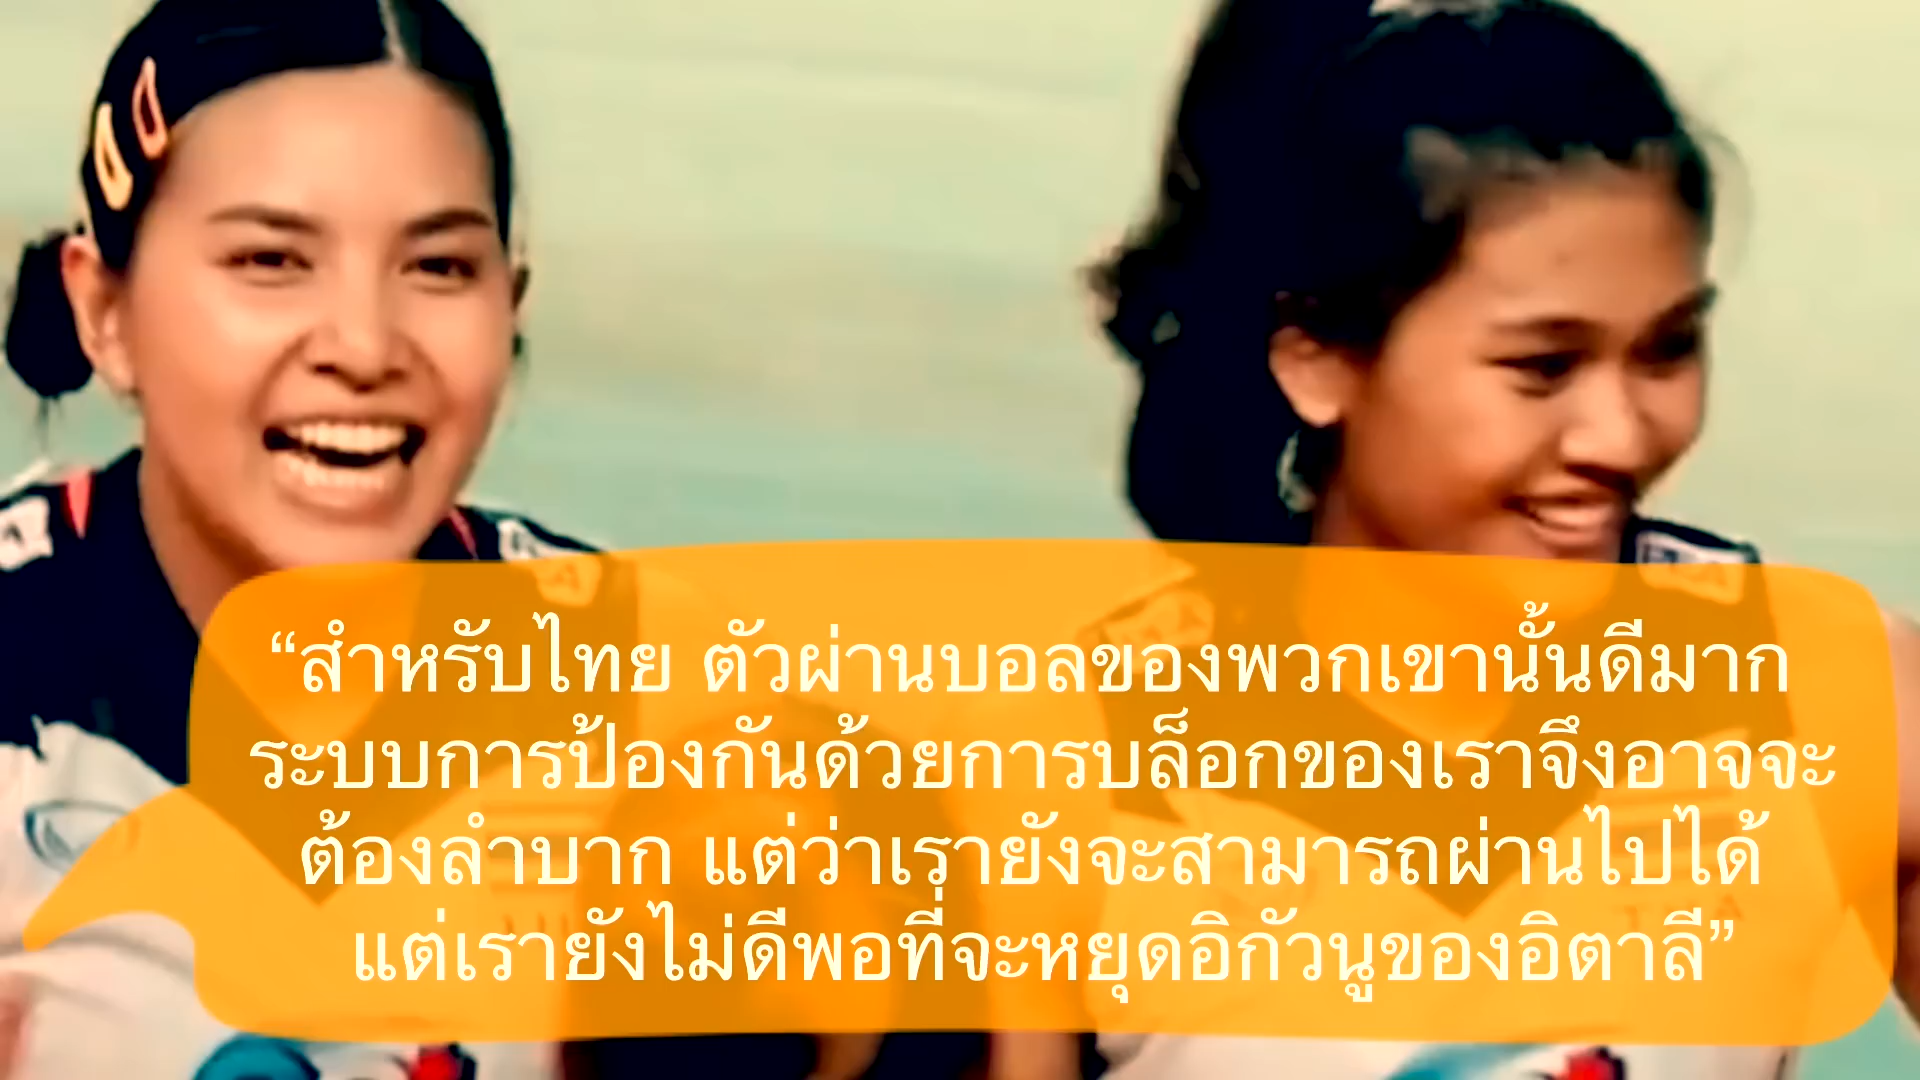 “สำหรับไทย ตัวผ่านบอลของพวกเขานั้นดีมาก
ระบบการป้องกันด้วยการบล็อกของเราจึงอาจจะ
ต้องลำบาก แต่ว่าเรายังจะสามารถผ่านไปได้
แต่เรายังไม่ดีพอที่จะหยุดอิกัวนูของอิตาลี”